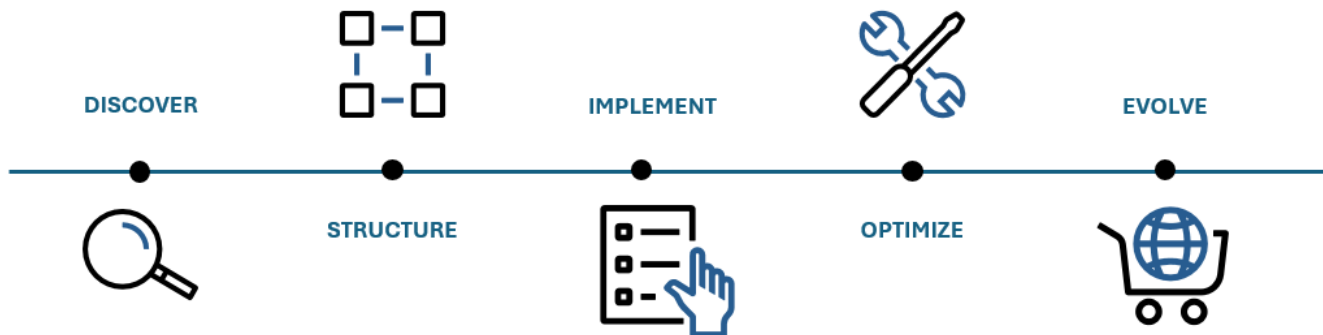 DISCOVER
STRUCTURE
IMPLEMENT
OPTIMIZE
EVOLVE